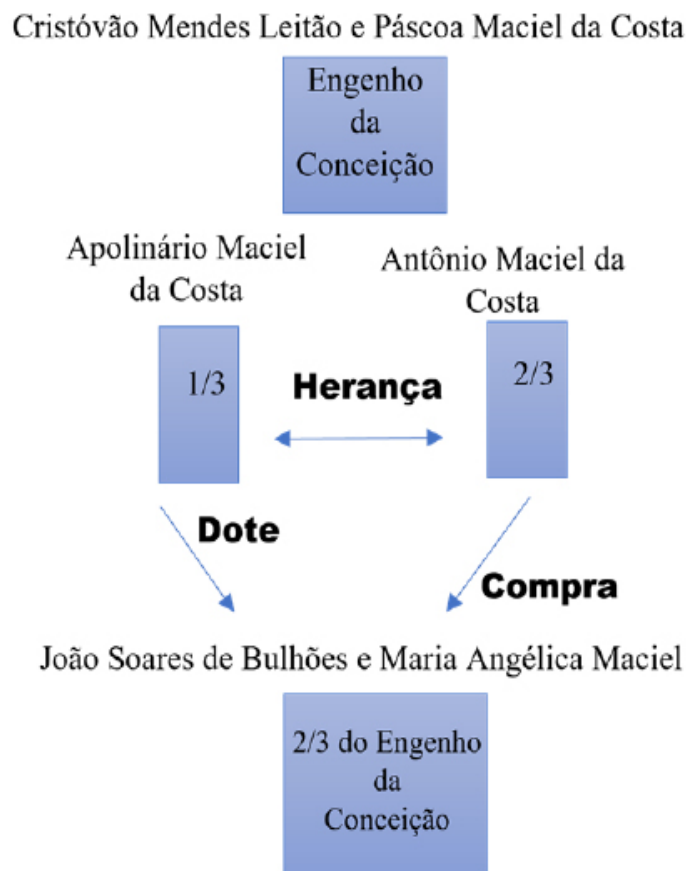 Cristóvão Mendes Leitão e Páscoa Maciel da Costa
Engenho
da
Conceição
Apolinário Maciel
da Costa
Antônio Maciel da
Costa
1/3
Herança
2/3
Dote
Compra
João Soares de Bulhões e Maria Angélica Maciel
2/3 do Engenho
da
Conceição